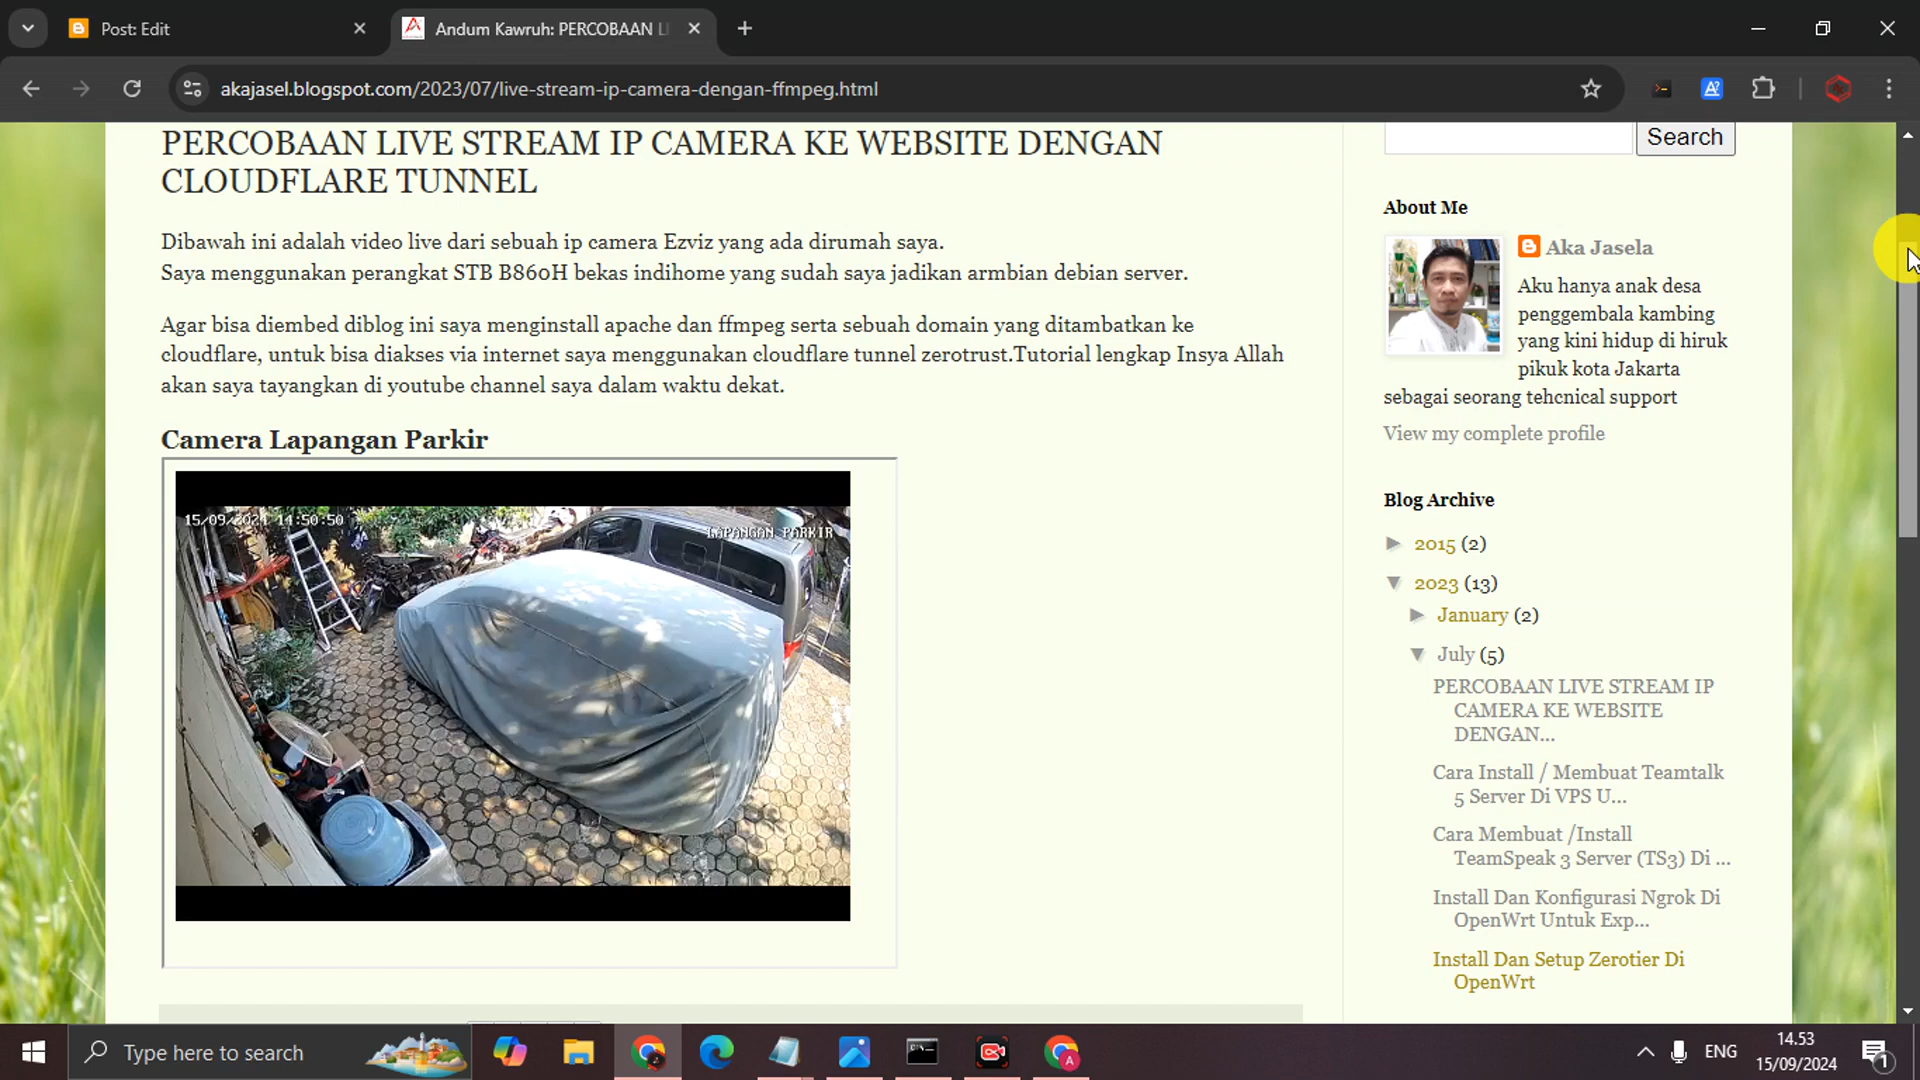 Post: Edit
Andum Kawruh: PERCOBAAN LI
akajasel.blogspot.com/2023/07/live-stream-ip-camera-dengan-ffmpeg.html
PERCOBAAN LIVE STREAM IP CAMERA KE WEBSITE DENGAN
CLOUDFLARE TUNNEL
Dibawah ini adalah video live dari sebuah ip camera Ezviz yang ada dirumah saya.
Saya menggunakan perangkat STB B860H bekas indihome yang sudah saya jadikan armbian debian server.
Agar bisa diembed diblog ini saya menginstall apache dan ffmpeg serta sebuah domain yang ditambatkan ke
cloudflare, untuk bisa diakses via internet saya menggunakan cloudflare tunnel zerotrust.Tutorial lengkap Insya Allah
akan saya tayangkan di youtube channel saya dalam waktu dekat.
Camera Lapangan Parkir
15/09/2024 14:50:50
LAPANGAN PARKIR
Search
About Me
Aka Jasela
Aku hanya anak desa
penggembala kambing
yang kini hidup di hiruk
pikuk kota Jakarta
sebagai seorang tehcnical support
View my complete profile
Blog Archive
► 2015 (2)
▼ 2023 (13)
► January (2)
▼ July (5)
PERCOBAAN LIVE STREAM IP
CAMERA KE WEBSITE
DENGAN...
Cara Install / Membuat Teamtalk
5 Server Di VPS U...
Cara Membuat /Install
TeamSpeak 3 Server (TS3) Di ...
Install Dan Konfigurasi Ngrok Di
OpenWrt Untuk Exp...
Install Dan Setup Zerotier Di
OpenWrt
Type here to search
ENG
14.53
15/09/2024
1